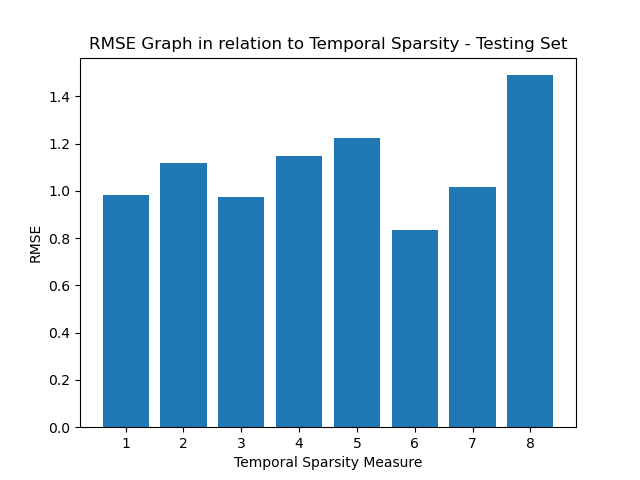 RMSE Graph in relation to Temporal Sparsity - Testing Set
1.4
1.2
1.0
0.8
0.6
0.4
0.2
0.0
RMSE
1 2 3 4 5 6 7 8
Temporal Sparsity Measure